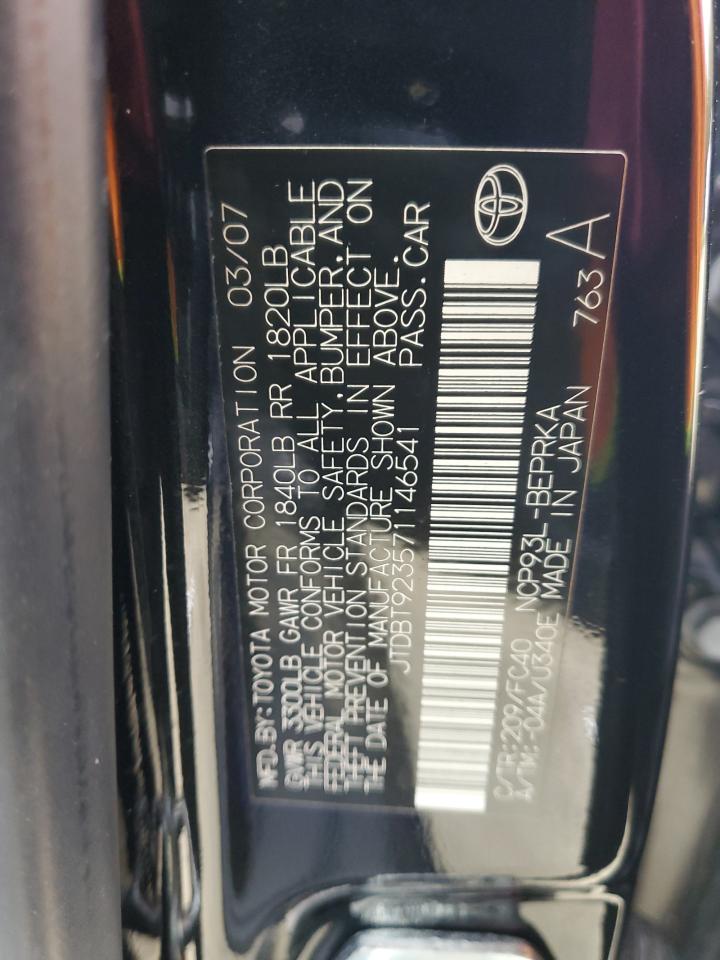 MFD.BY:TOYOTA MOTOR CORPORATION 03/07
GVWR 3300LB GAWR FR 1840LB RR 1820LB
THIS VEHICLE CONFORMS TO ALL APPLICABLE
FEDERAL MOTOR VEHICLE SAFETY,BUMPER,AND
THEFT PREVENTION STANDARDS IN EFFECT ON
THE DATE OF MANUFACTURE SHOWN ABOVE.
JTDBT923571146541 PASS.CAR
C/TR:209/FC40 NCP93L-BEPRKA
A/TM:-04A/U340E MADE IN JAPAN 763 A